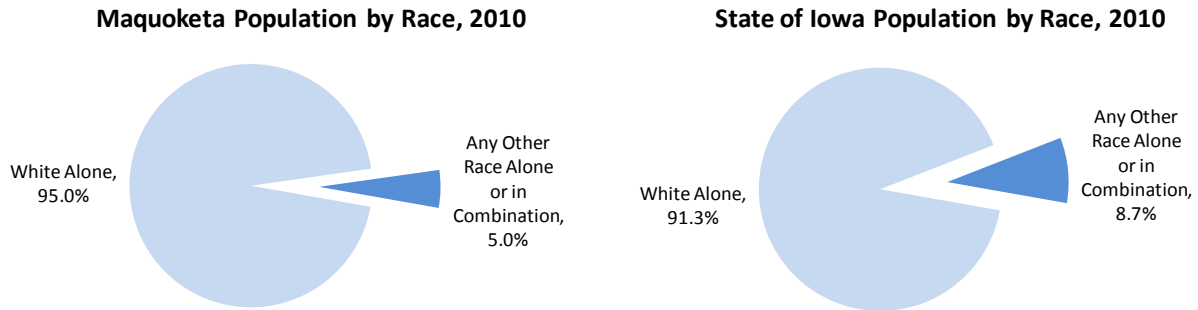 Maquoketa Population by Race, 2010
White Alone,
95.0%
Any Other
Race Alone
or in
Combination,
5.0%
State of Iowa Population by Race, 2010
White Alone,
91.3%
Any Other
Race Alone
or in
Combination,
8.7%